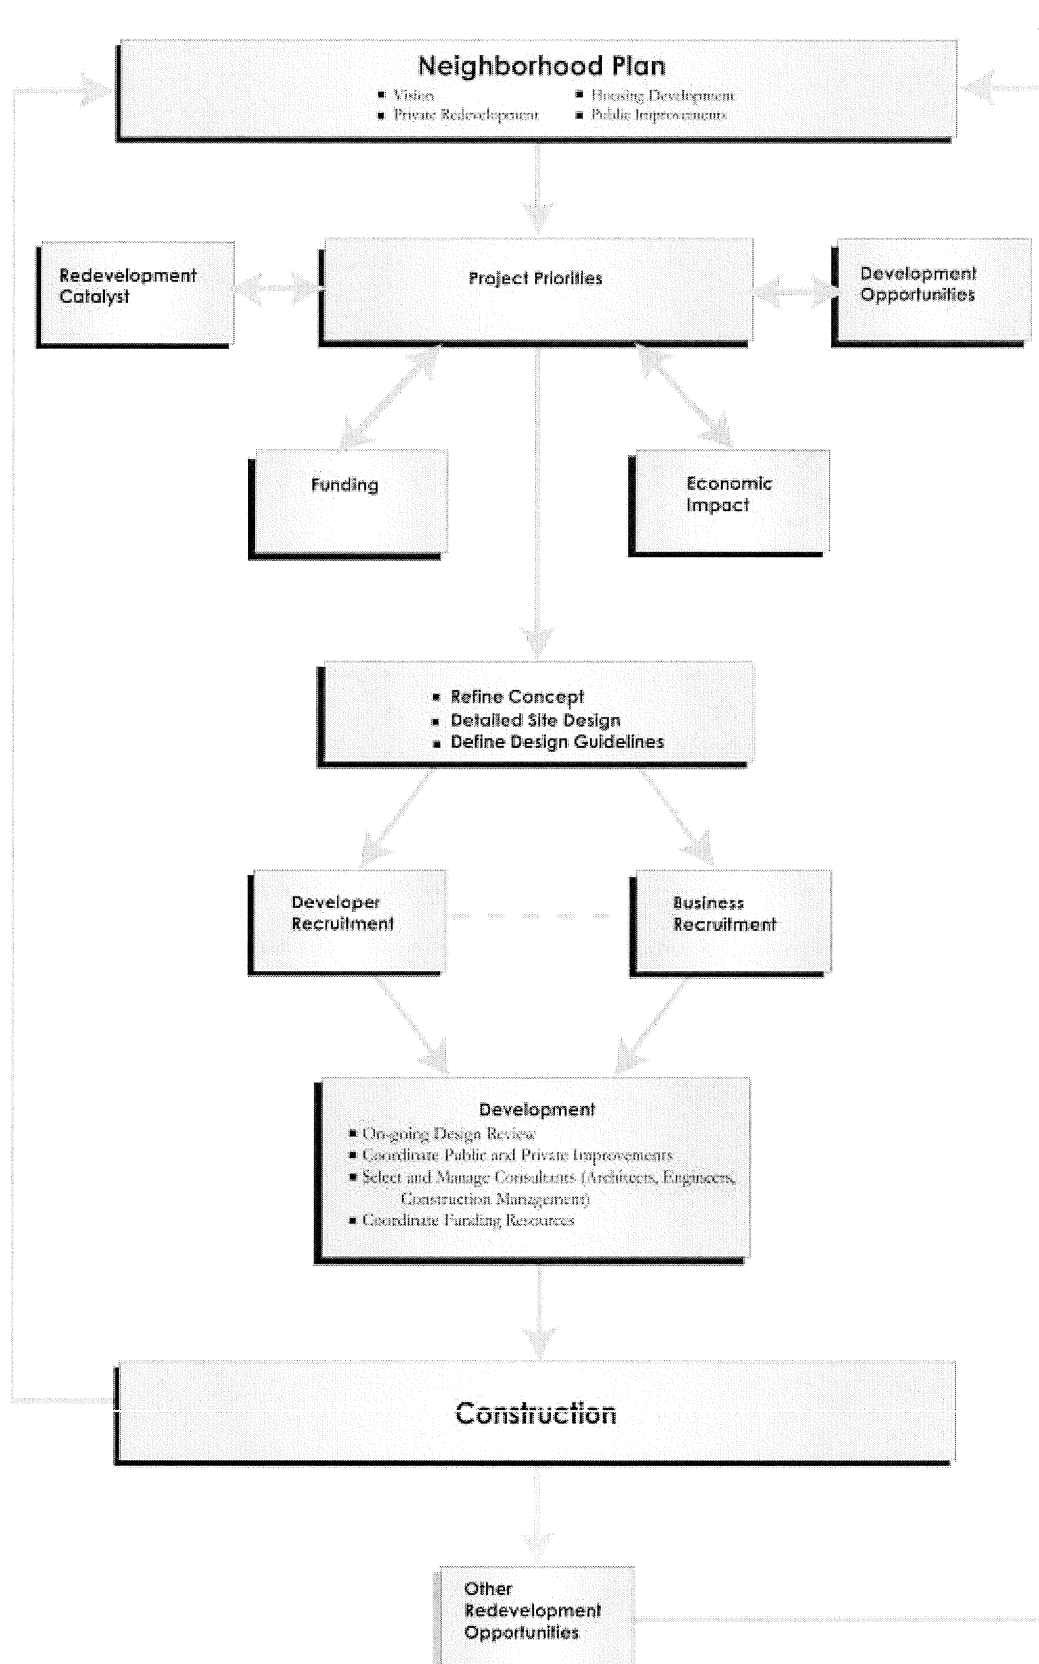 Neighborhood Plan
▪ Vision
▪ Housing Development
▪ Private Redevelopment
▪ Public Improvements
Redevelopment
Catalyst
Project Priorities
Development
Opportunities
Funding
Economic
Impact
▪ Refine Concept
▪ Detailed Site Design
▪ Define Design Guidelines
Developer
Recruitment
Business
Recruitment
Development
▪ On-going Design Review
▪ Coordinate Public and Private Improvements
▪ Select and Manage Consultants (Architects, Engineers,
Construction Management)
▪ Coordinate Funding Resources
Construction
Other
Redevelopment
Opportunities